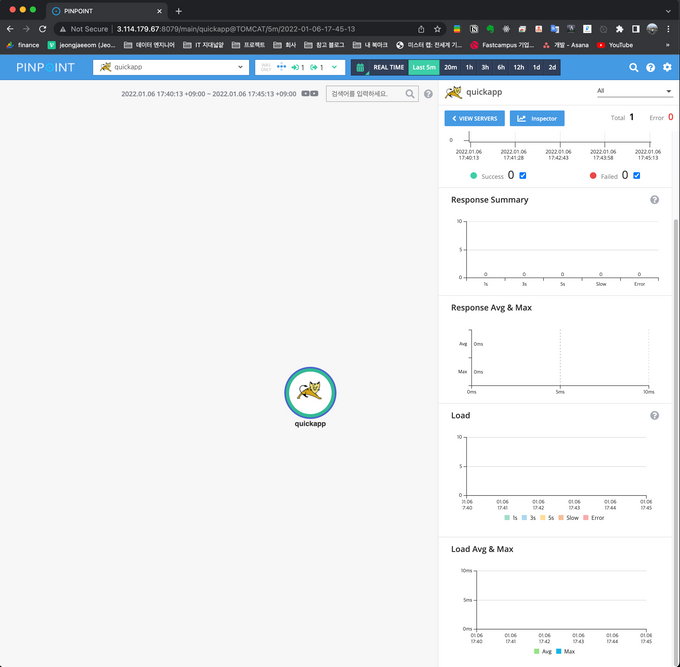 PINPOINT
Not Secure | 3.114.179.67:8079/main/quickapp@TOMCAT/5m/2022-01-06-17-45-13
finance
jeongjaeeom (Jeo...
데이터 엔지니어
IT 지대넓얕
프로젝트
회사
참고 블로그
내 북마크
미스터 캡: 전세계 기...
Fastcampus 기업...
개발 - Asana
YouTube
PINPOINT
quickapp
1
1
REAL TIME
Last 5m
20m
1h
3h
6h
12h
1d
2d
2022.01.06 17:40:13 +09:00 ~ 2022.01.06 17:45:13 +09:00
검색어를 입력하세요.
quickapp
All
VIEW SERVERS
Inspector
Total 1
Error 0
0
2022.01.06 2022.01.06 2022.01.06 2022.01.06 2022.01.06
17:40:13 17:41:28 17:42:43 17:43:58 17:45:13
Success 0
Failed 0
Response Summary
10
5
0
0 0 0 0 0
1s 3s 5s Slow Error
Response Avg & Max
Avg 0ms
Max 0ms
0ms 5ms 10ms
quickapp
Load
10
5
0
01.06 01.06 01.06 01.06 01.06 01.06
17:40 17:41 17:42 17:43 17:44 17:45
1s 3s 5s Slow Error
Load Avg & Max
10ms
5ms
0ms
01.06 01.06 01.06 01.06 01.06 01.06
17:40 17:41 17:42 17:43 17:44 17:45
Avg Max